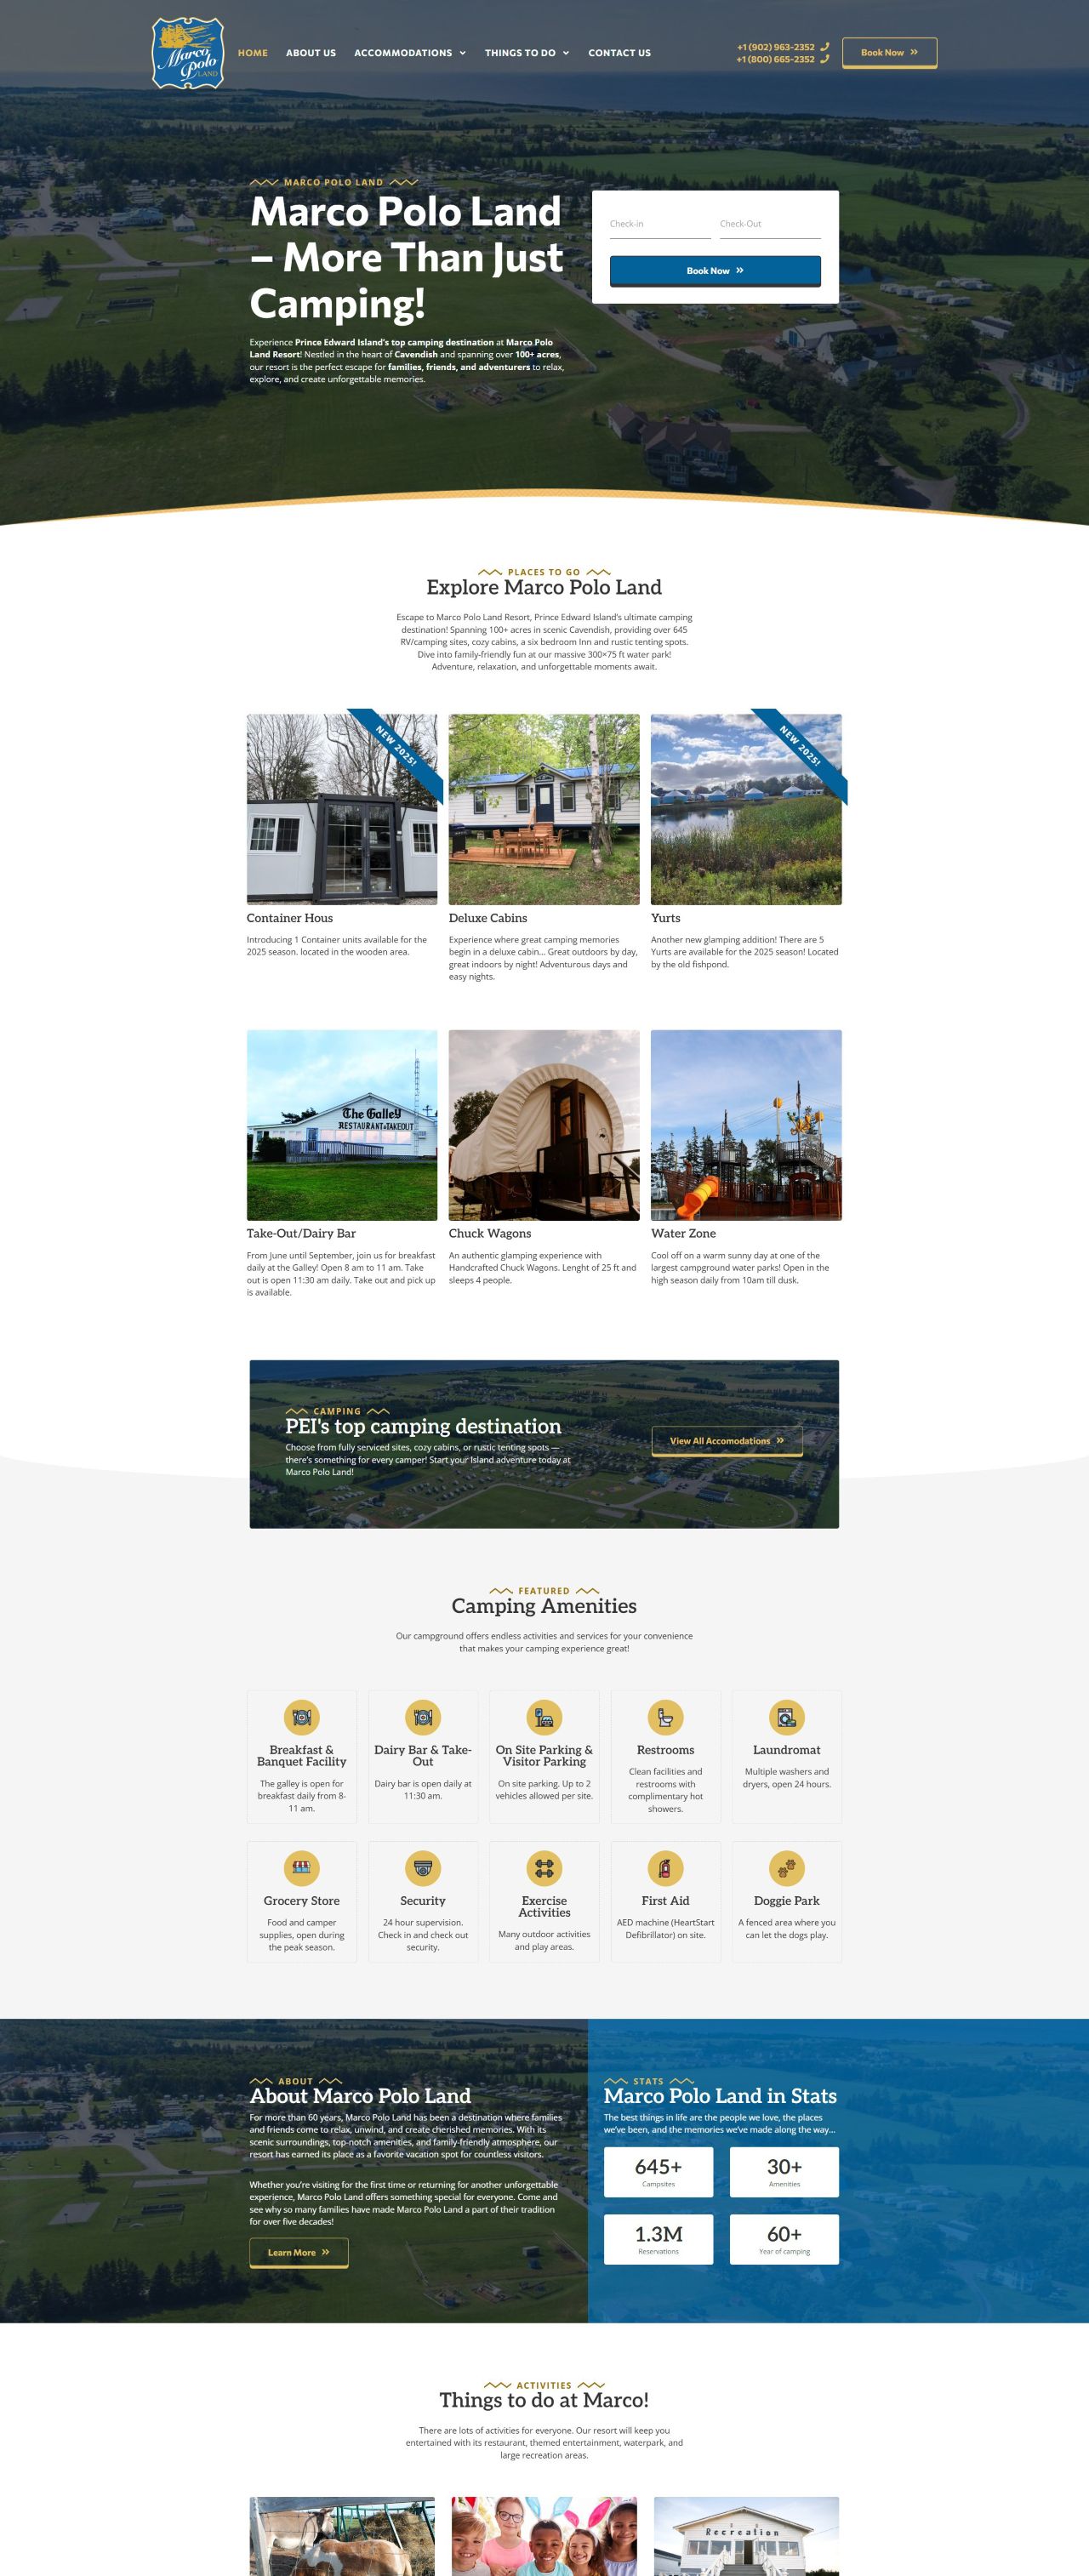 Marco
Polo
LAND
HOME
ABOUT US
ACCOMMODATIONS
THINGS TO DO
CONTACT US
+1 (902) 963-2352
+1 (800) 665-2352
Book Now
MARCO POLO LAND
Marco Polo Land
– More Than Just
Camping!
Experience Prince Edward Island's top camping destination at Marco Polo
Land Resort! Nestled in the heart of Cavendish and spanning over 100+ acres,
our resort is the perfect escape for families, friends, and adventurers to relax,
explore, and create unforgettable memories.
Check-in
Check-Out
Book Now
PLACES TO GO
Explore Marco Polo Land
Escape to Marco Polo Land Resort, Prince Edward Island's ultimate camping
destination! Spanning 100+ acres in scenic Cavendish, providing over 645
RV/camping sites, cozy cabins, a six bedroom Inn and rustic tenting spots.
Dive into family-friendly fun at our massive 300×75 ft water park!
Adventure, relaxation, and unforgettable moments await.
NEW 2025!
Container Hous
Introducing 1 Container units available for the
2025 season. located in the wooden area.
Deluxe Cabins
Experience where great camping memories
begin in a deluxe cabin... Great outdoors by day,
great indoors by night! Adventurous days and
easy nights.
NEW 2025!
Yurts
Another new glamping addition! There are 5
Yurts are available for the 2025 season! Located
by the old fishpond.
The Galley
RESTAURANT & TAKEOUT
Take-Out/Dairy Bar
From June until September, join us for breakfast
daily at the Galley! Open 8 am to 11 am. Take
out is open 11:30 am daily. Take out and pick up
is available.
Chuck Wagons
An authentic glamping experience with
Handcrafted Chuck Wagons. Lenght of 25 ft and
sleeps 4 people.
Water Zone
Cool off on a warm sunny day at one of the
largest campground water parks! Open in the
high season daily from 10am till dusk.
CAMPING
PEI's top camping destination
Choose from fully serviced sites, cozy cabins, or rustic tenting spots —
there's something for every camper! Start your Island adventure today at
Marco Polo Land!
View All Accomodations
FEATURED
Camping Amenities
Our campground offers endless activities and services for your convenience
that makes your camping experience great!
Breakfast &
Banquet Facility
The galley is open for
breakfast daily from 8-
11 am.
Dairy Bar & Take-
Out
Dairy bar is open daily at
11:30 am.
On Site Parking &
Visitor Parking
On site parking. Up to 2
vehicles allowed per site.
Restrooms
Clean facilities and
restrooms with
complimentary hot
showers.
Laundromat
Multiple washers and
dryers, open 24 hours.
Grocery Store
Food and camper
supplies, open during
the peak season.
Security
24 hour supervision.
Check in and check out
security.
Exercise
Activities
Many outdoor activities
and play areas.
First Aid
AED machine (HeartStart
Defibrillator) on site.
Doggie Park
A fenced area where you
can let the dogs play.
ABOUT
About Marco Polo Land
For more than 60 years, Marco Polo Land has been a destination where families
and friends come to relax, unwind, and create cherished memories. With its
scenic surroundings, top-notch amenities, and family-friendly atmosphere, our
resort has earned its place as a favorite vacation spot for countless visitors.
Whether you're visiting for the first time or returning for another unforgettable
experience, Marco Polo Land offers something special for everyone. Come and
see why so many families have made Marco Polo Land a part of their tradition
for over five decades!
Learn More
STATS
Marco Polo Land in Stats
The best things in life are the people we love, the places
we've been, and the memories we've made along the way...
645+
Campsites
30+
Amenities
1.3M
Reservations
60+
Year of camping
ACTIVITIES
Things to do at Marco!
There are lots of activities for everyone. Our resort will keep you
entertained with its restaurant, themed entertainment, waterpark, and
large recreation areas.
Recreation